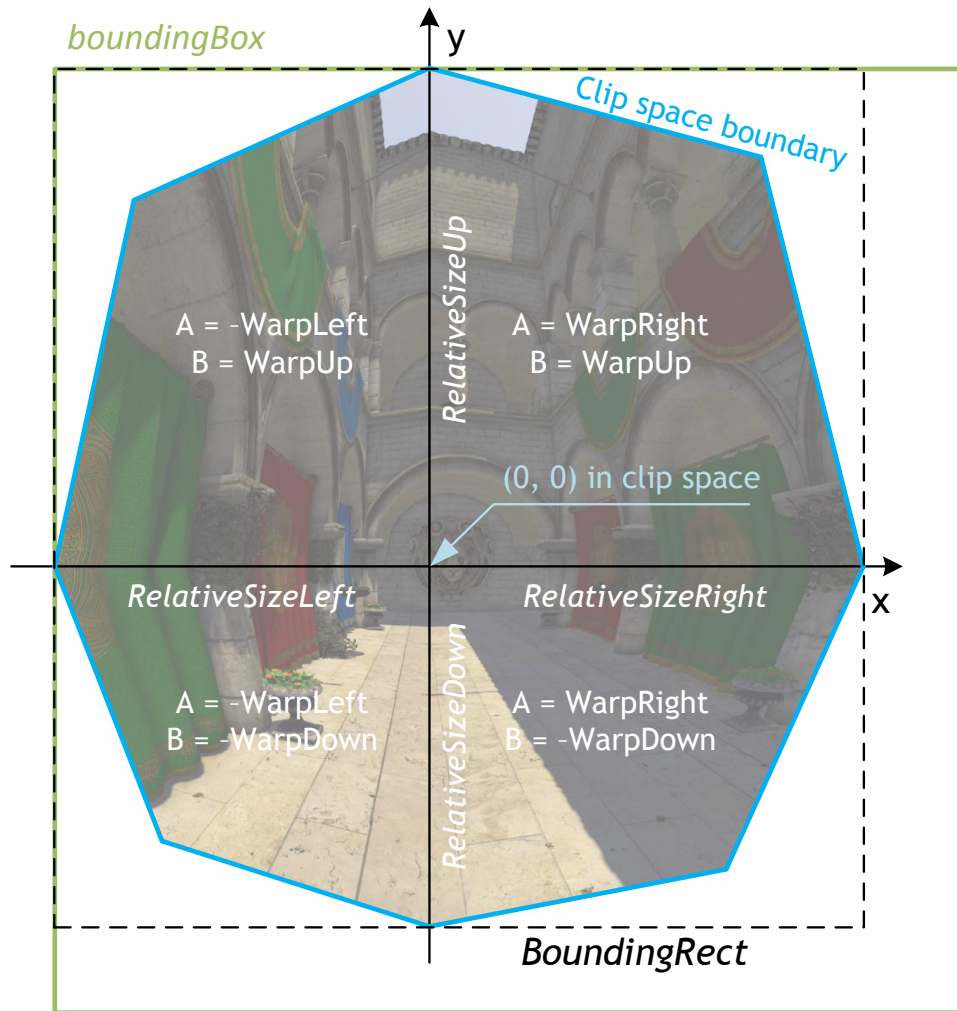 boundingBox
y
Clip space boundary
RelativeSizeUp
A = –WarpLeft
B = WarpUp
A = WarpRight
B = WarpUp
(0, 0) in clip space
RelativeSizeLeft
RelativeSizeRight
x
RelativeSizeDown
A = –WarpLeft
B = –WarpDown
A = WarpRight
B = –WarpDown
BoundingRect